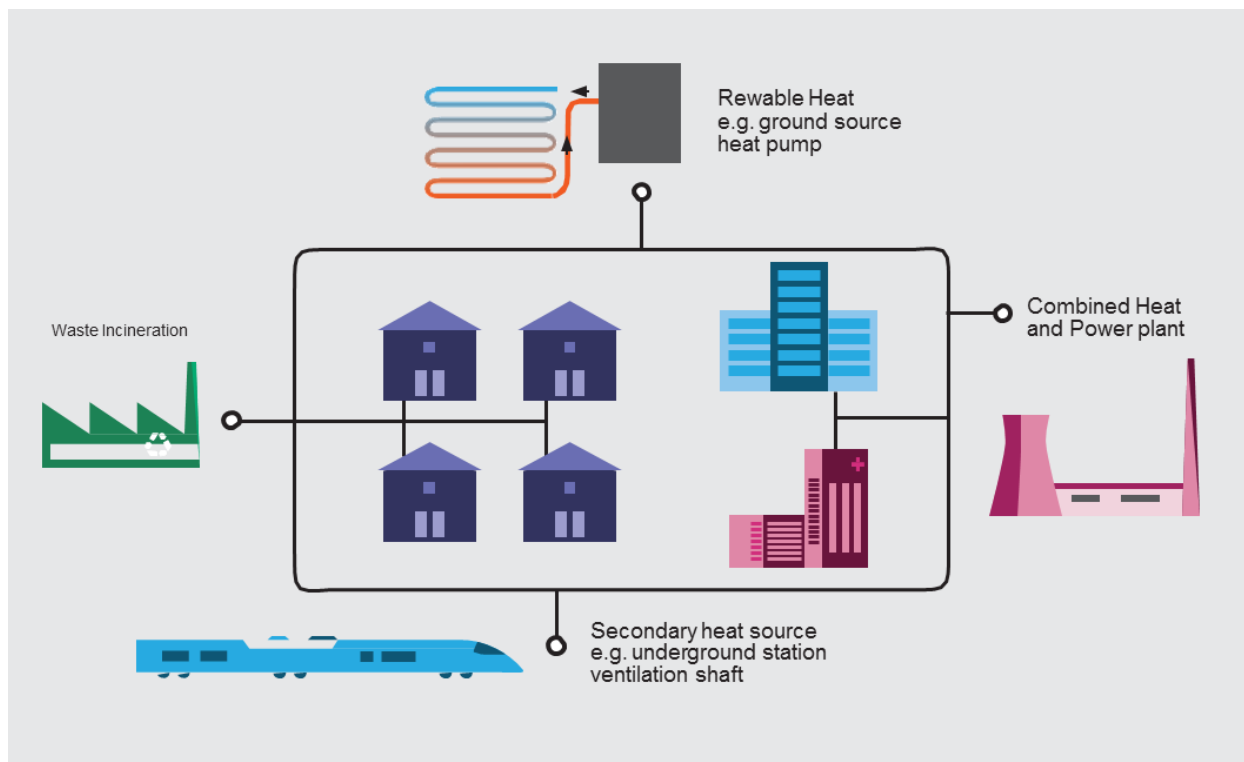 Rewable Heat
e.g. ground source
heat pump
Waste Incineration
Combined Heat
and Power plant
Secondary heat source
e.g. underground station
ventilation shaft